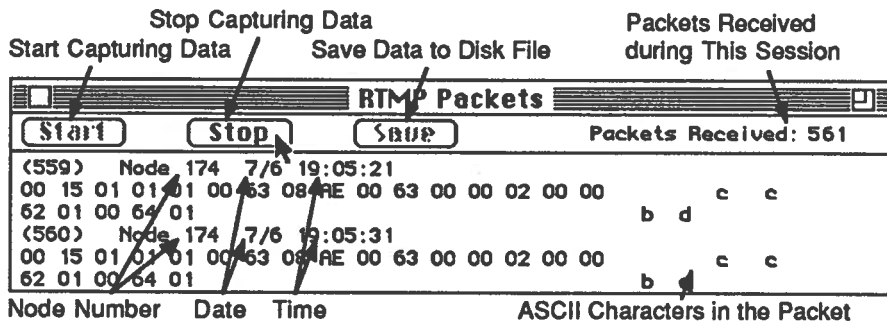 Stop Capturing Data
Packets Received
Start Capturing Data
Save Data to Disk File
during This Session
RTMP Packets
Start
Stop
Save
Packets Received: 561
(559) Node 174 7/6 19:05:21
00 15 01 01 01 00 63 08 AE 00 63 00 00 02 00 00 c c
62 01 00 64 01 b d
(560) Node 174 7/6 19:05:31
00 15 01 01 01 00 63 08 AE 00 63 00 00 02 00 00 c c
62 01 00 64 01 b d
Node Number
Date
Time
ASCII Characters in the Packet